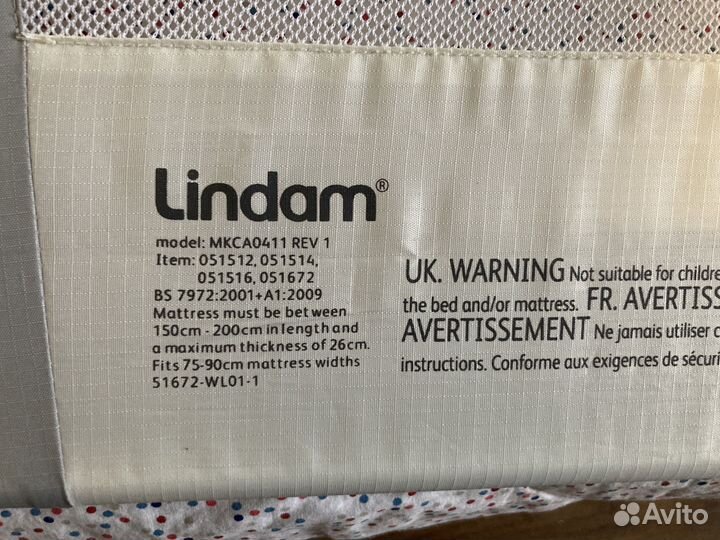 Lindam®
model: MKCA0411 REV 1
Item: 051512, 051514,
051516, 051672
BS 7972:2001+A1:2009
Mattress must be between
150cm - 200cm in length and
a maximum thickness of 26cm.
Fits 75-90cm mattress widths
51672-WL01-1
UK. WARNING Not suitable for childre
the bed and/or mattress. FR. AVERTISS
AVERTISSEMENT Ne jamais utiliser c
instructions. Conforme aux exigences de sécuri
Avito